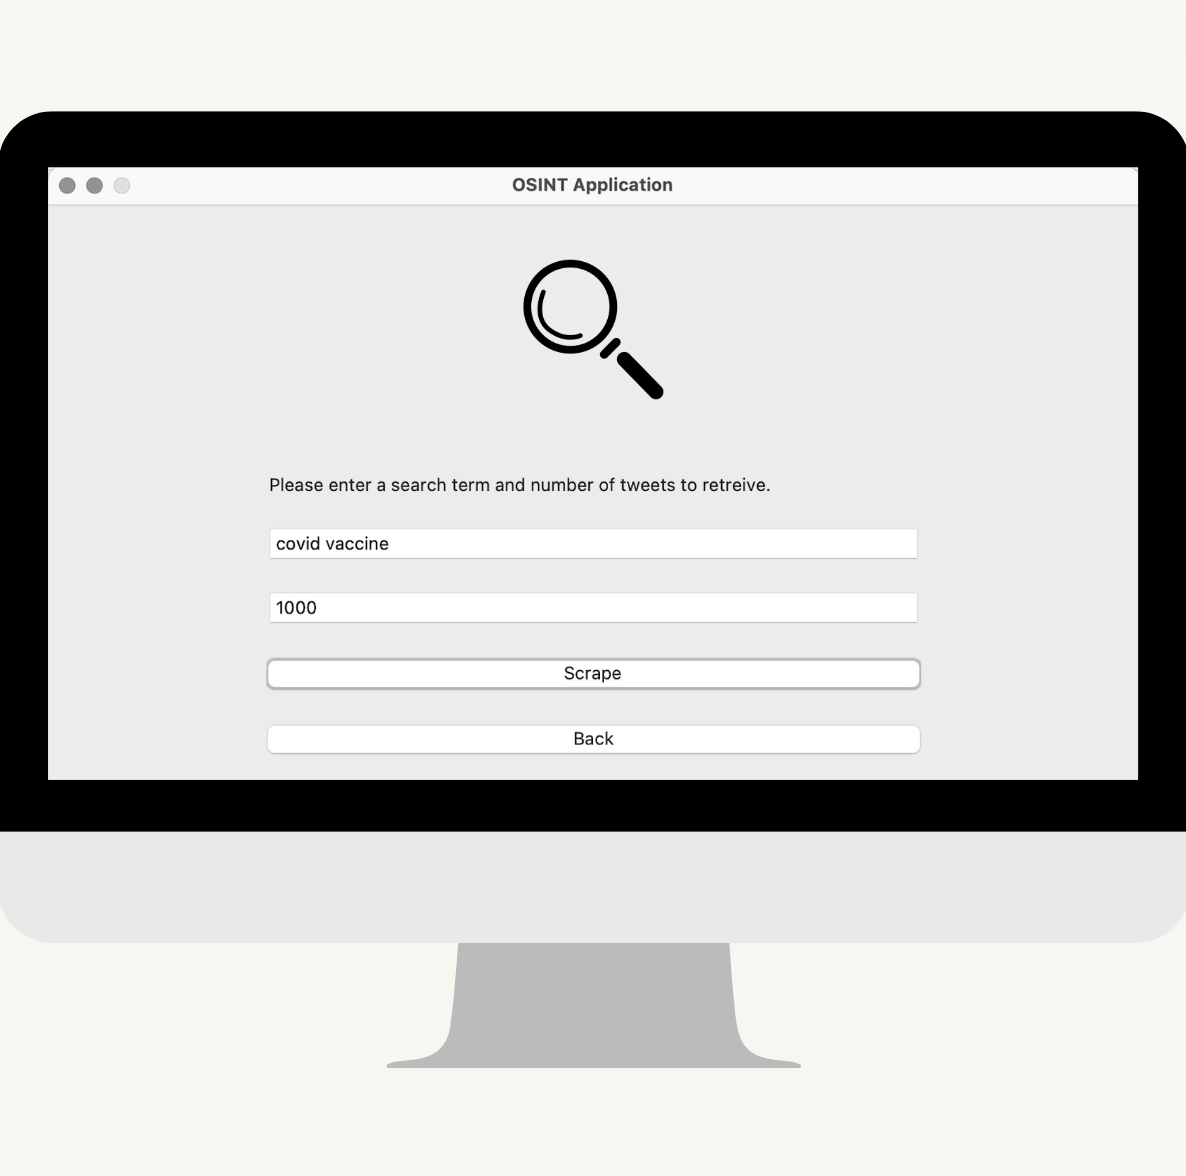 OSINT Application
Please enter a search term and number of tweets to retreive.
covid vaccine
1000
Scrape
Back